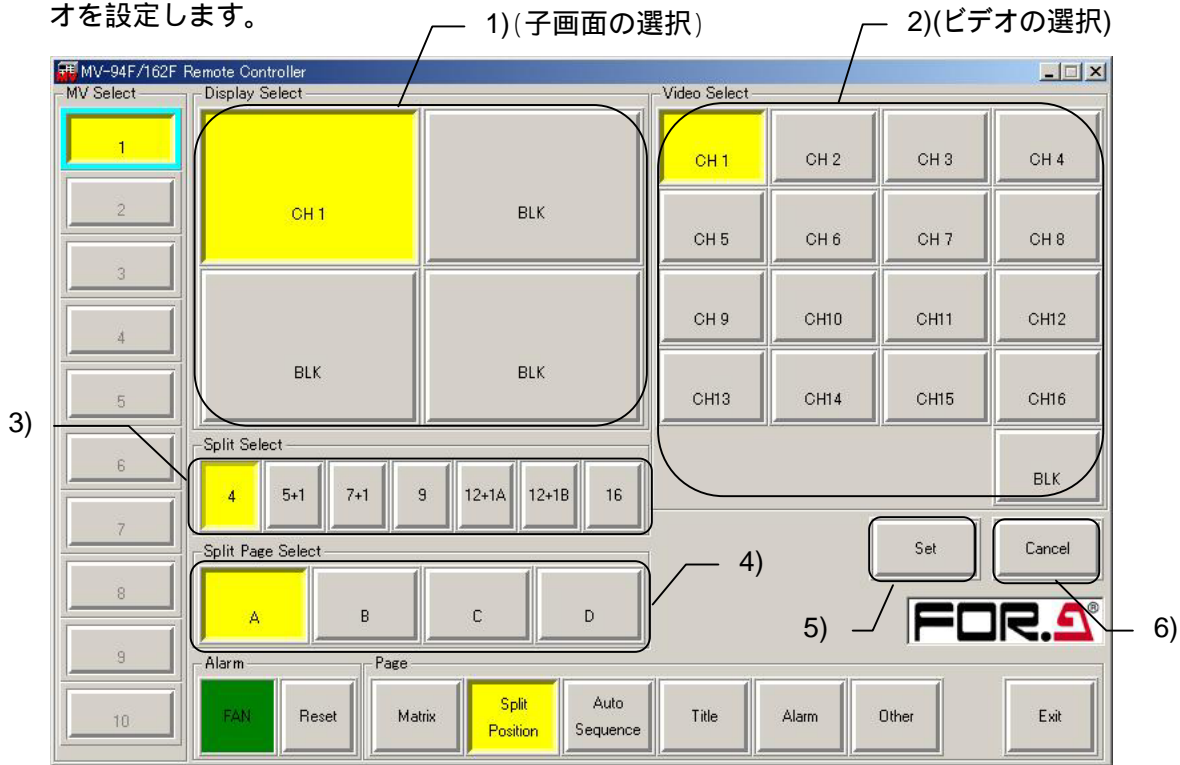 オを設定します。
1)(子画面の選択)
2)(ビデオの選択)
MV-94F/162F Remote Controller
MV Select
Display Select
Video Select
1
2
3
4
5
6
7
8
9
10
CH 1
BLK
BLK
BLK
CH 1
CH 2
CH 3
CH 4
CH 5
CH 6
CH 7
CH 8
CH 9
CH10
CH11
CH12
CH13
CH14
CH15
CH16
BLK
3)
Split Select
4
5+1
7+1
9
12+1A
12+1B
16
Split Page Select
A
B
C
D
4)
Set
Cancel
5)
6)
FOR.A®
Alarm
FAN
Reset
Page
Matrix
Split
Position
Auto
Sequence
Title
Alarm
Other
Exit